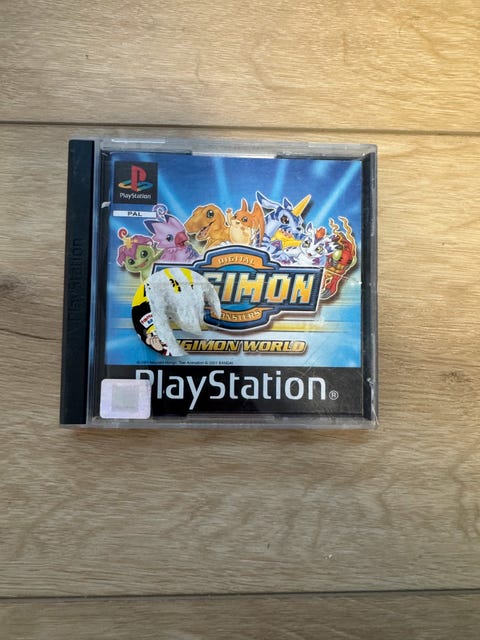 PlayStation
PAL
PlayStation
DIGITAL
GIMON
MONSTERS
GIMON WORLD
PlayStation®